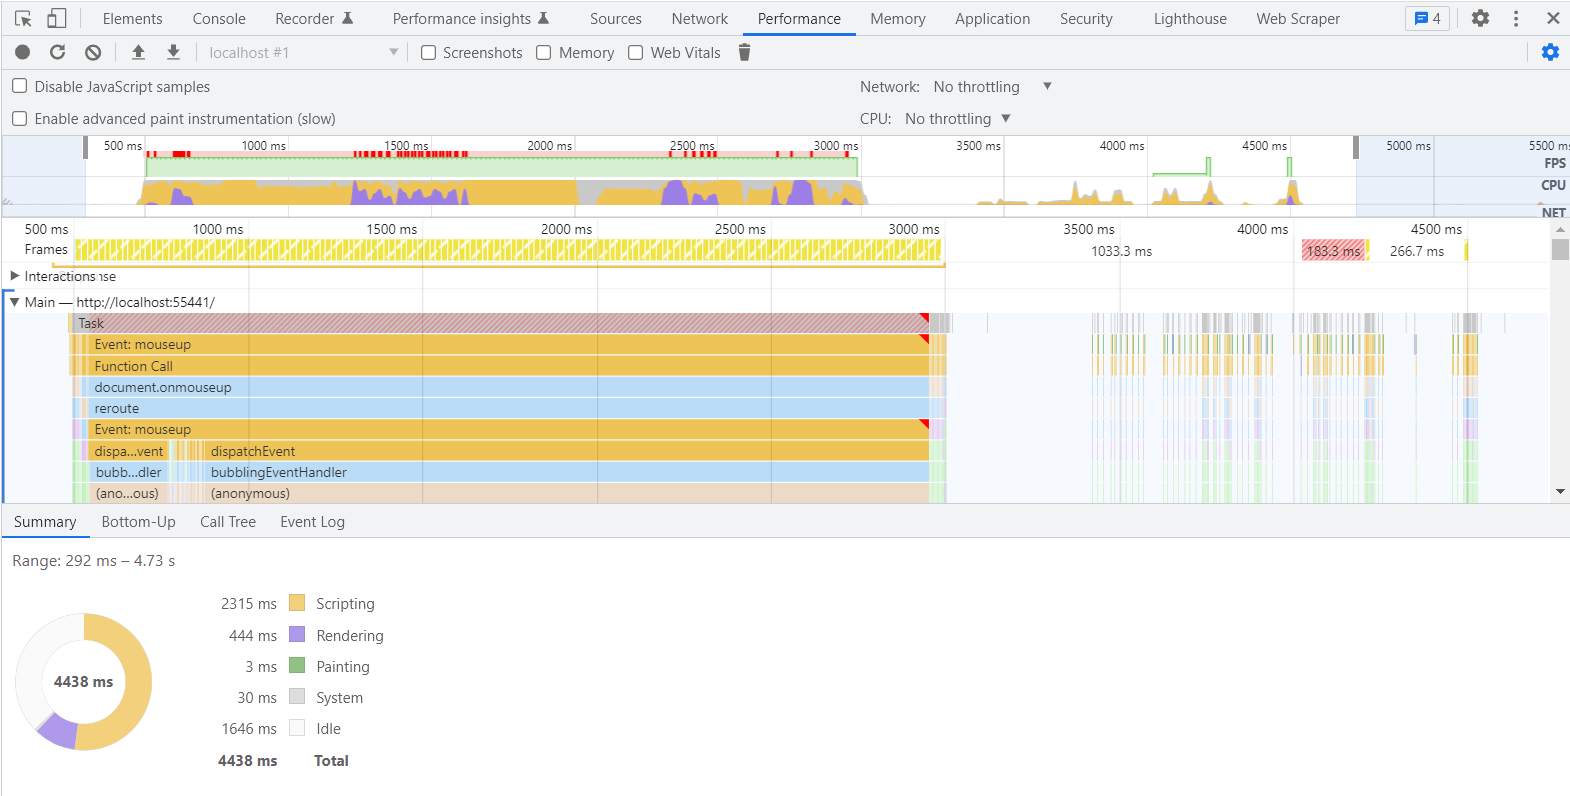 Elements Console Recorder Performance insights Sources Network Performance Memory Application Security Lighthouse Web Scraper 4
localhost #1 Screenshots Memory Web Vitals
Disable JavaScript samples Network: No throttling
Enable advanced paint instrumentation (slow) CPU: No throttling
500 ms 1000 ms 1500 ms 2000 ms 2500 ms 3000 ms 3500 ms 4000 ms 4500 ms 5000 ms 5500 ms
FPS
CPU
NET
500 ms 1000 ms 1500 ms 2000 ms 2500 ms 3000 ms 3500 ms 4000 ms 4500 ms
Frames 1033.3 ms 183.3 ms 266.7 ms
Interactions
Main — http://localhost:55441/
Task
Event: mouseup
Function Call
document.onmouseup
reroute
Event: mouseup
dispa...vent dispatchEvent
bubb...dler bubblingEventHandler
(ano...ous) (anonymous)
Summary Bottom-Up Call Tree Event Log
Range: 292 ms – 4.73 s
2315 ms Scripting
444 ms Rendering
3 ms Painting
30 ms System
1646 ms Idle
4438 ms Total
4438 ms